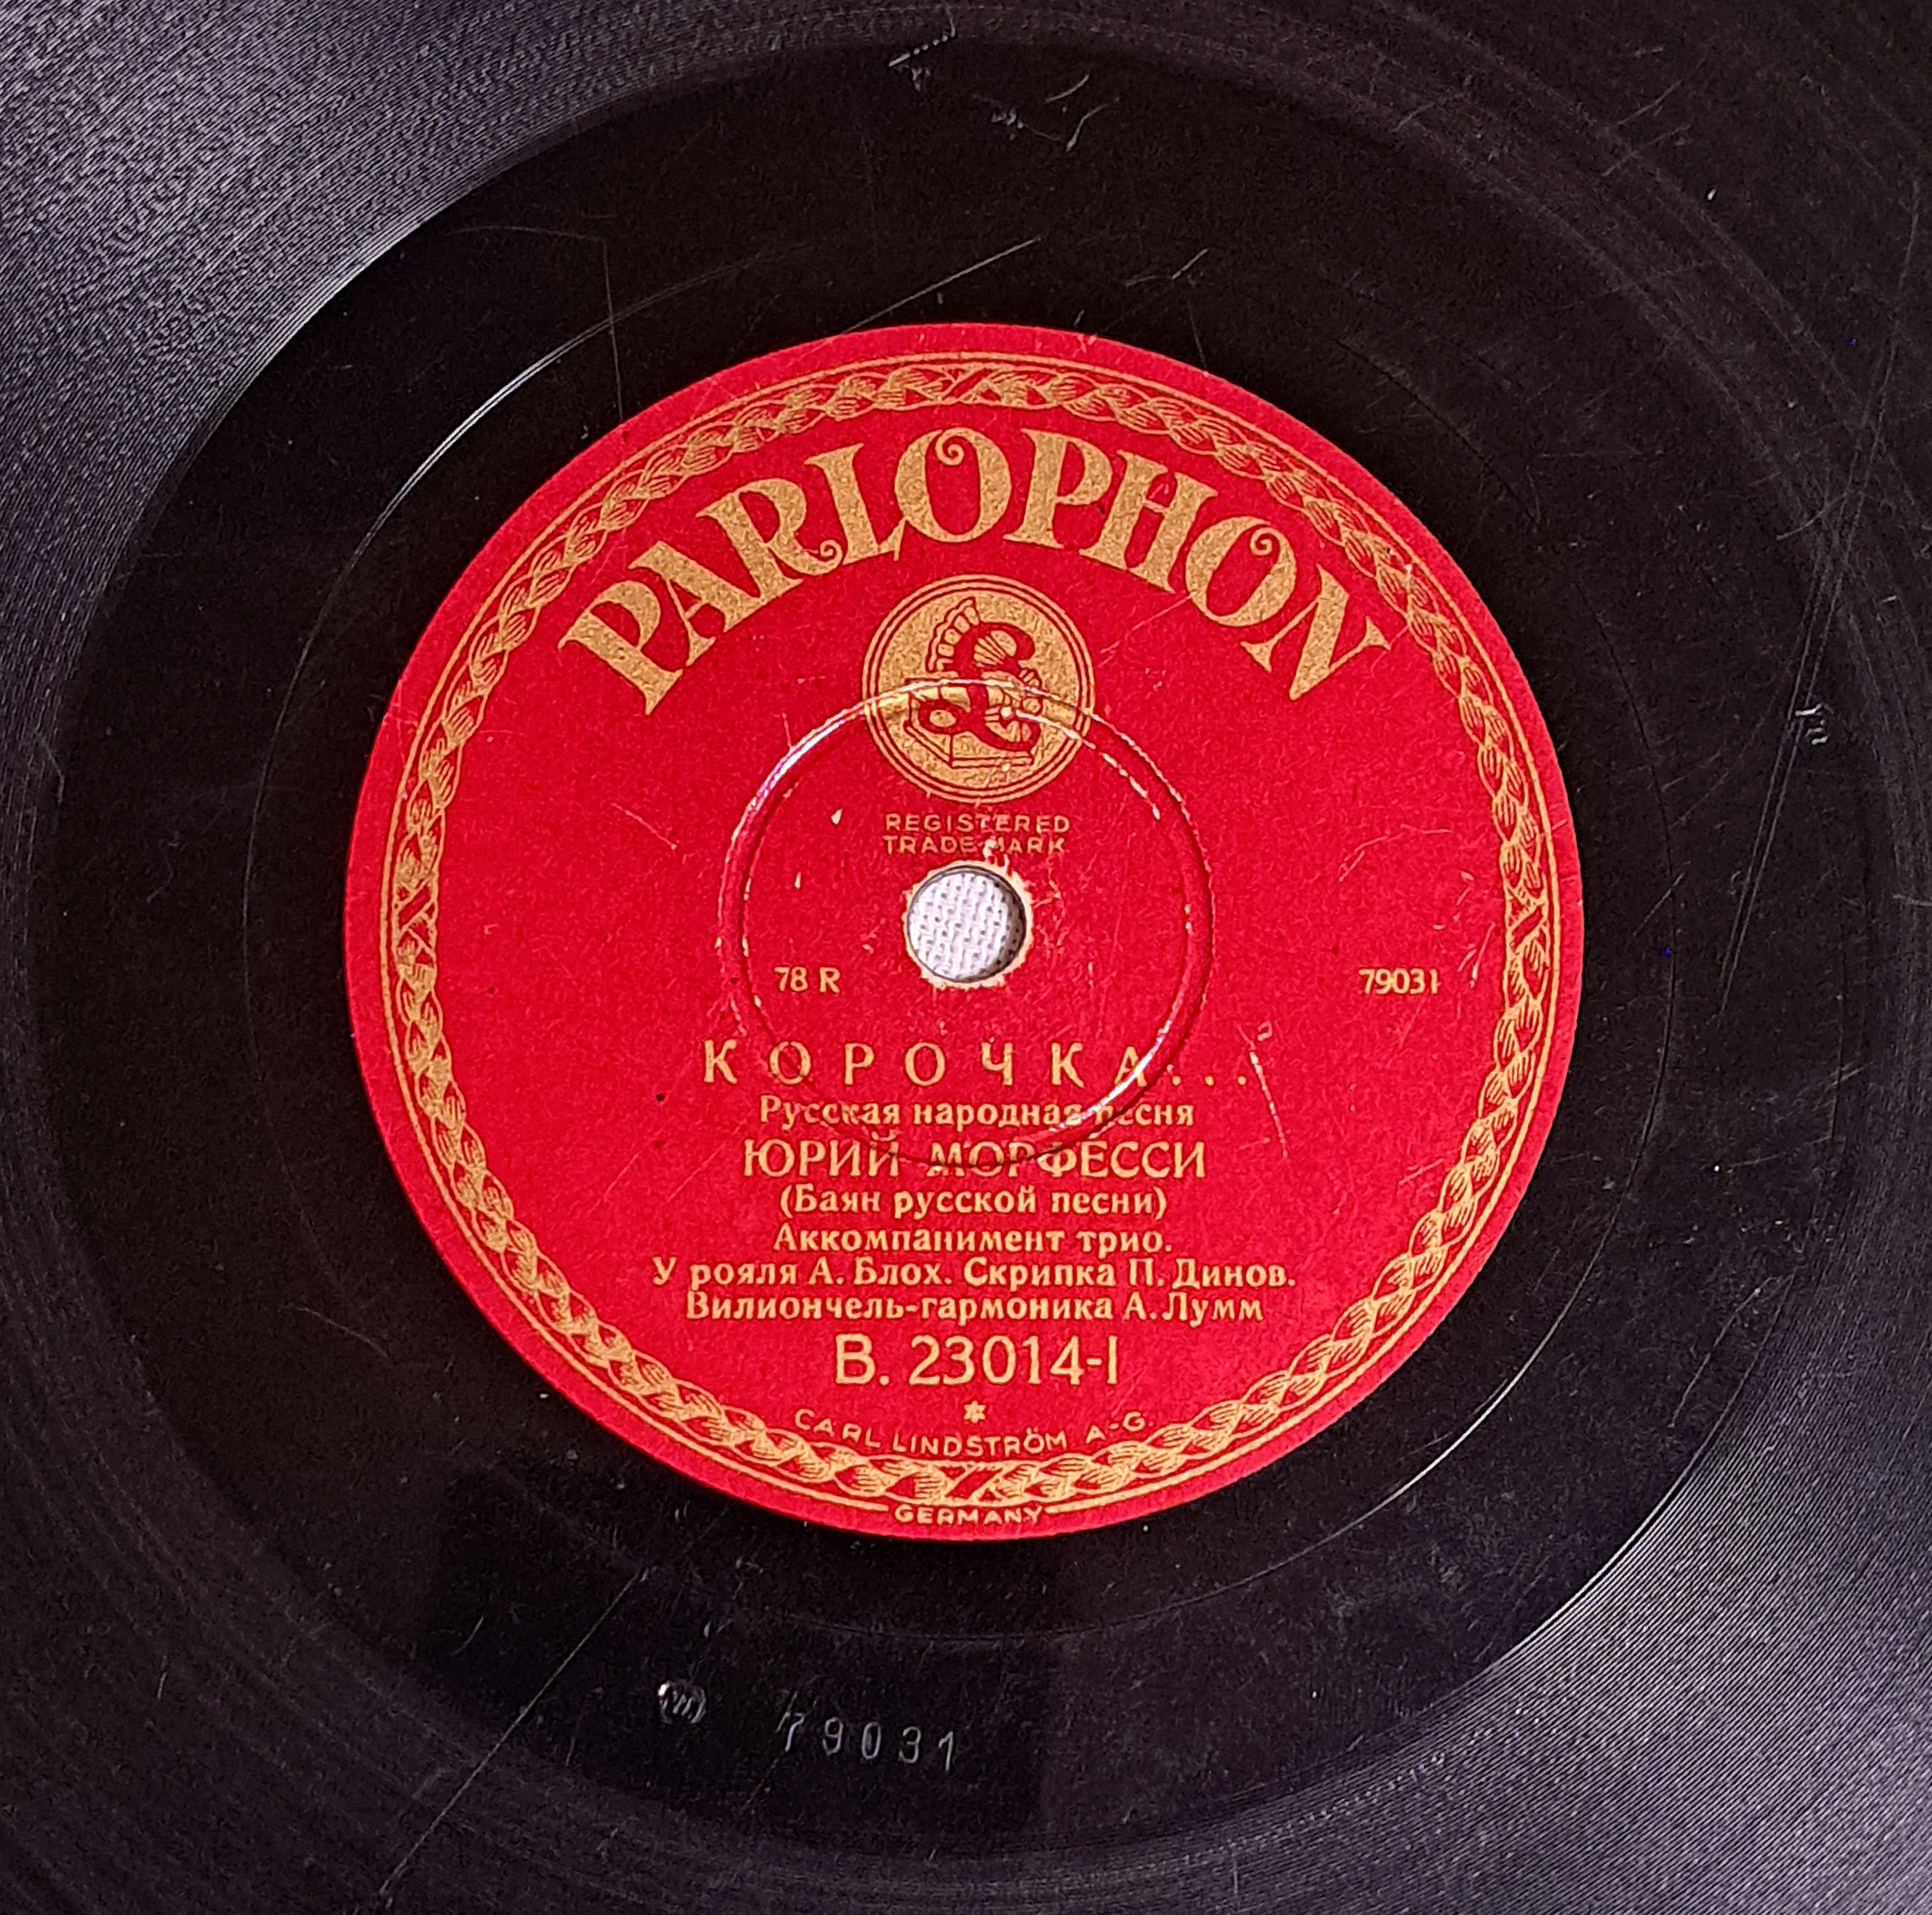 PARLOPHON
REGISTERED
TRADE MARK
78 R
79031
КОРОЧКА...
Русская народная песня
ЮРИЙ МОРФЕССИ
(Баян русской песни)
Аккомпанимент трио.
У рояля А. Блох. Скрипка П. Динов.
Вилиончель-гармоника А. Лумм
B. 23014-I
*
CARL LINDSTRÖM A-G.
GERMANY
79031